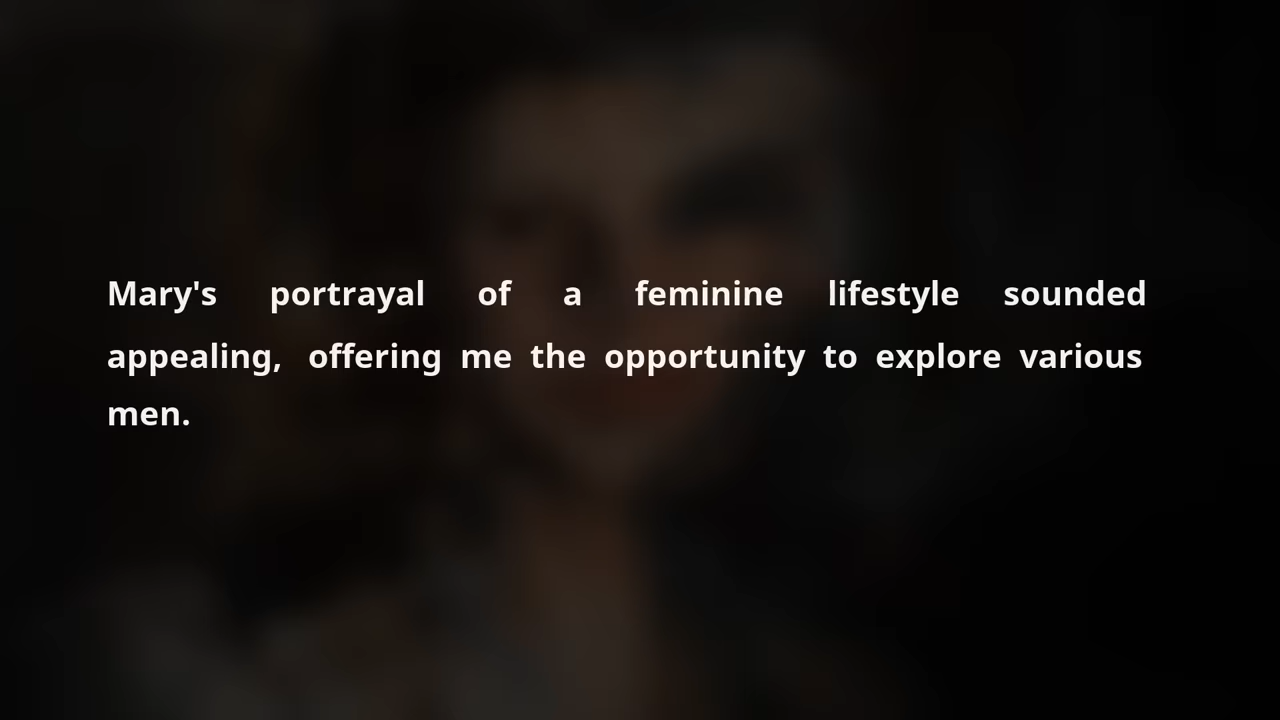 Mary's portrayal of a feminine lifestyle sounded
appealing, offering me the opportunity to explore various
men.